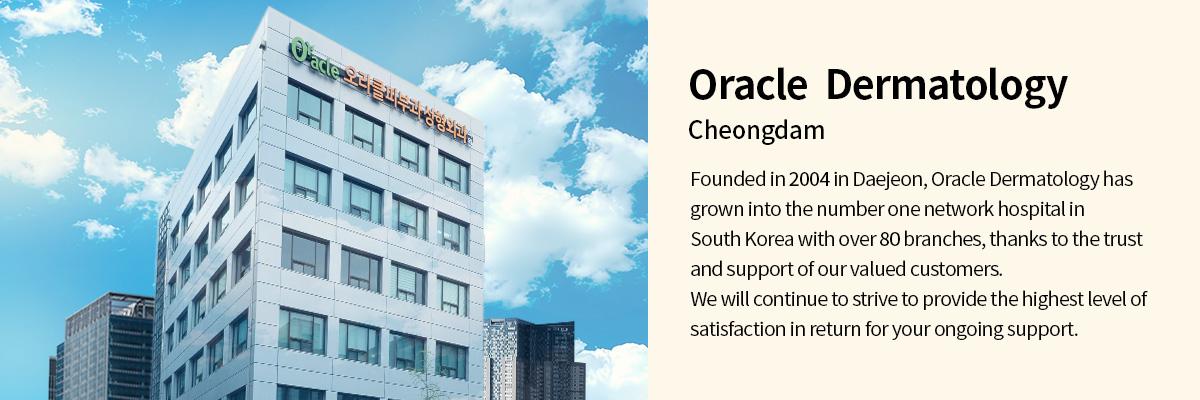 Oracle 오라클피부과성형외과
Oracle Dermatology
Cheongdam
Founded in 2004 in Daejeon, Oracle Dermatology has
grown into the number one network hospital in
South Korea with over 80 branches, thanks to the trust
and support of our valued customers.
We will continue to strive to provide the highest level of
satisfaction in return for your ongoing support.